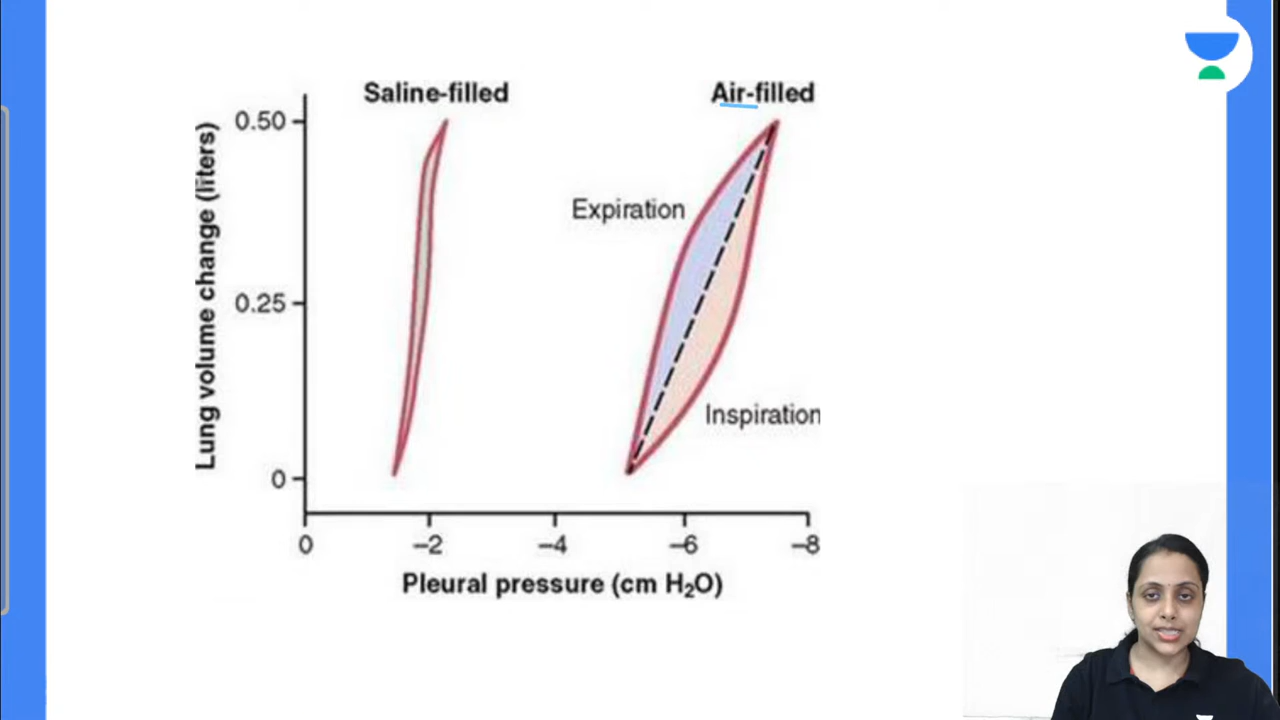 Saline-filled
Air-filled
0.50
Expiration
Lung volume change (liters)
0.25
Inspiration
0
0
–2
–4
–6
–8
Pleural pressure (cm H₂O)